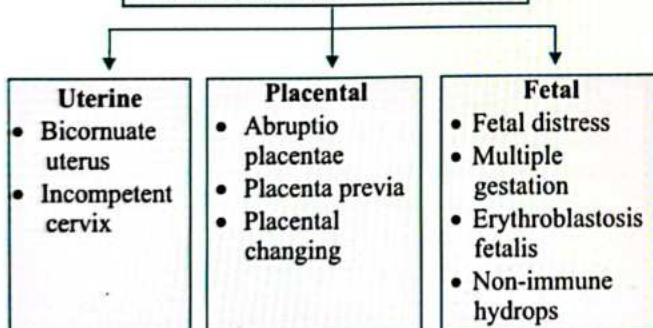 Uterine
• Bicornuate
uterus
• Incompetent
cervix
Placental
• Abruptio
placentae
• Placenta previa
• Placental
changing
Fetal
• Fetal distress
• Multiple
gestation
• Erythroblastosis
fetalis
• Non-immune
hydrops